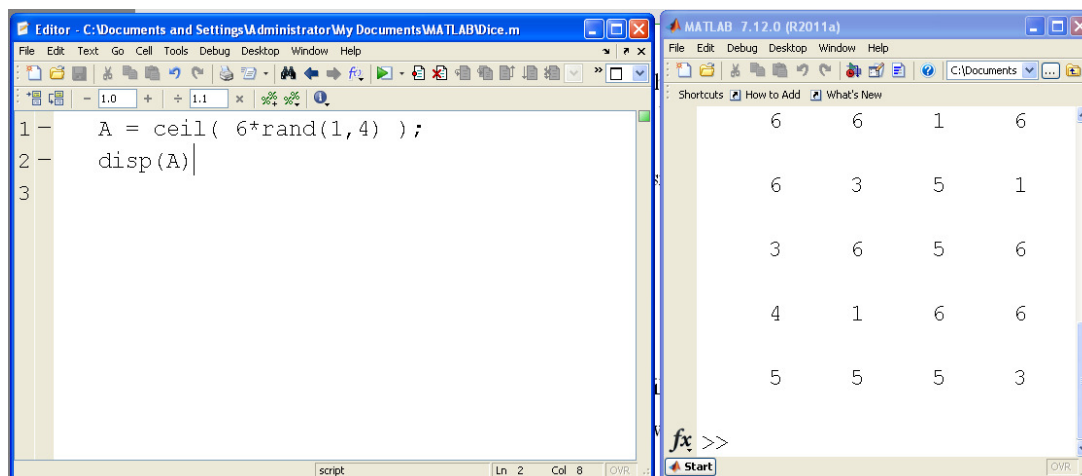 Editor - C:\Documents and Settings\Administrator\My Documents\MATLAB\Dice.m
File Edit Text Go Cell Tools Debug Desktop Window Help
1.0 + ÷ 1.1 ×
1 A = ceil( 6*rand(1,4) );
2 disp(A)
3
script Ln 2 Col 8 OVR
MATLAB 7.12.0 (R2011a)
File Edit Debug Desktop Window Help
C:\Documents
Shortcuts How to Add What's New
6 6 1 6
6 3 5 1
3 6 5 6
4 1 6 6
5 5 5 3
fx >>
Start OVR